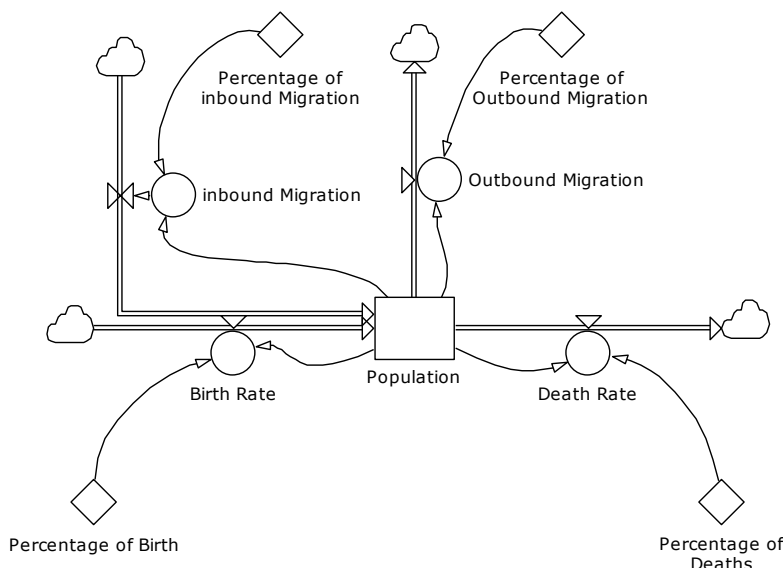 Percentage of
inbound Migration
Percentage of
Outbound Migration
inbound Migration
Outbound Migration
Population
Birth Rate
Death Rate
Percentage of Birth
Percentage of
Deaths